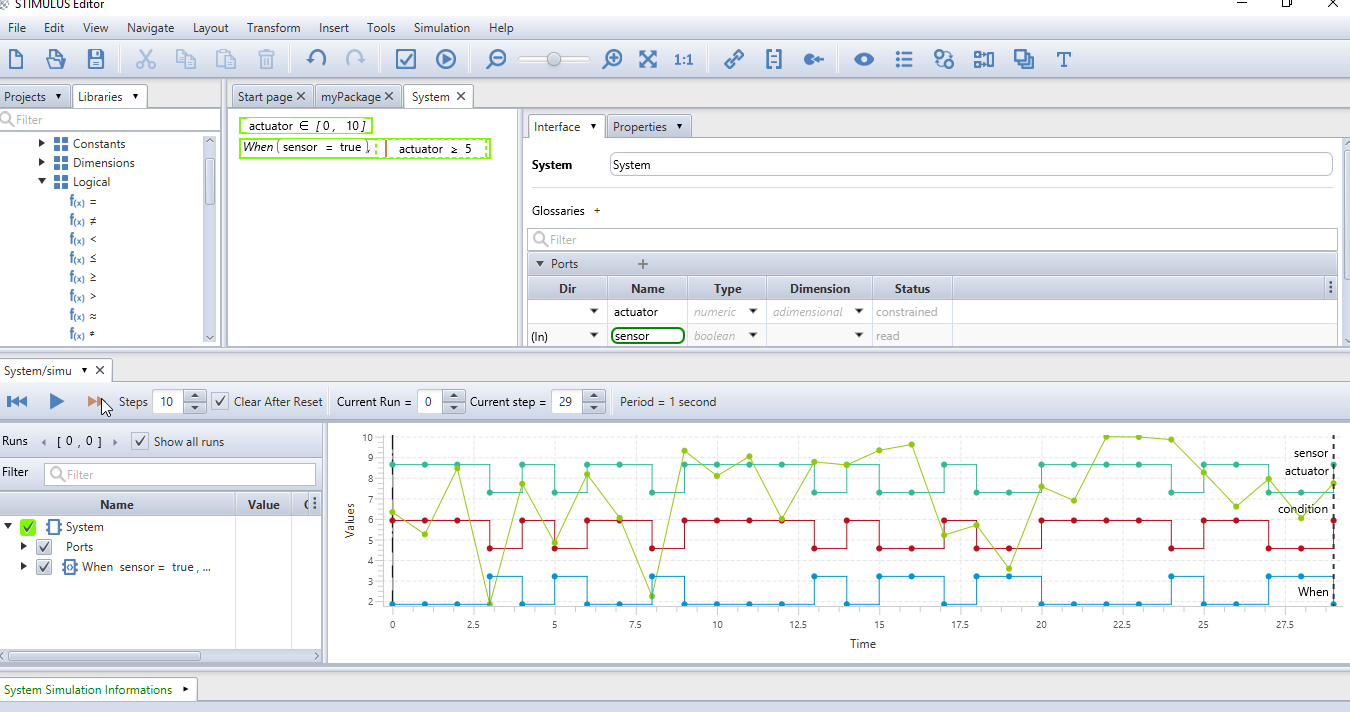 STIMULUS Editor
File Edit View Navigate Layout Transform Insert Tools Simulation Help
1:1
T
Projects Libraries
Filter
Constants
Dimensions
Logical
f(x) =
f(x) ≠
f(x) <
f(x) ≤
f(x) ≥
f(x) >
f(x) ≈
f(x) ≠
Start page myPackage System
actuator ∈ [ 0 , 10 ]
When ( sensor = true ) , actuator ≥ 5
Interface Properties
System System
Glossaries +
Filter
Ports +
Dir Name Type Dimension Status
actuator numeric adimensional constrained
(In) sensor boolean read
System/simu
Steps 10 Clear After Reset Current Run = 0 Current step = 29 Period = 1 second
Runs [ 0 , 0 ] Show all runs
Filter Filter
Name Value
System
Ports
When sensor = true , ...
Values
10
9
8
7
6
5
4
3
2
sensor
actuator
condition
When
0 2.5 5 7.5 10 12.5 15 17.5 20 22.5 25 27.5
Time
System Simulation Informations